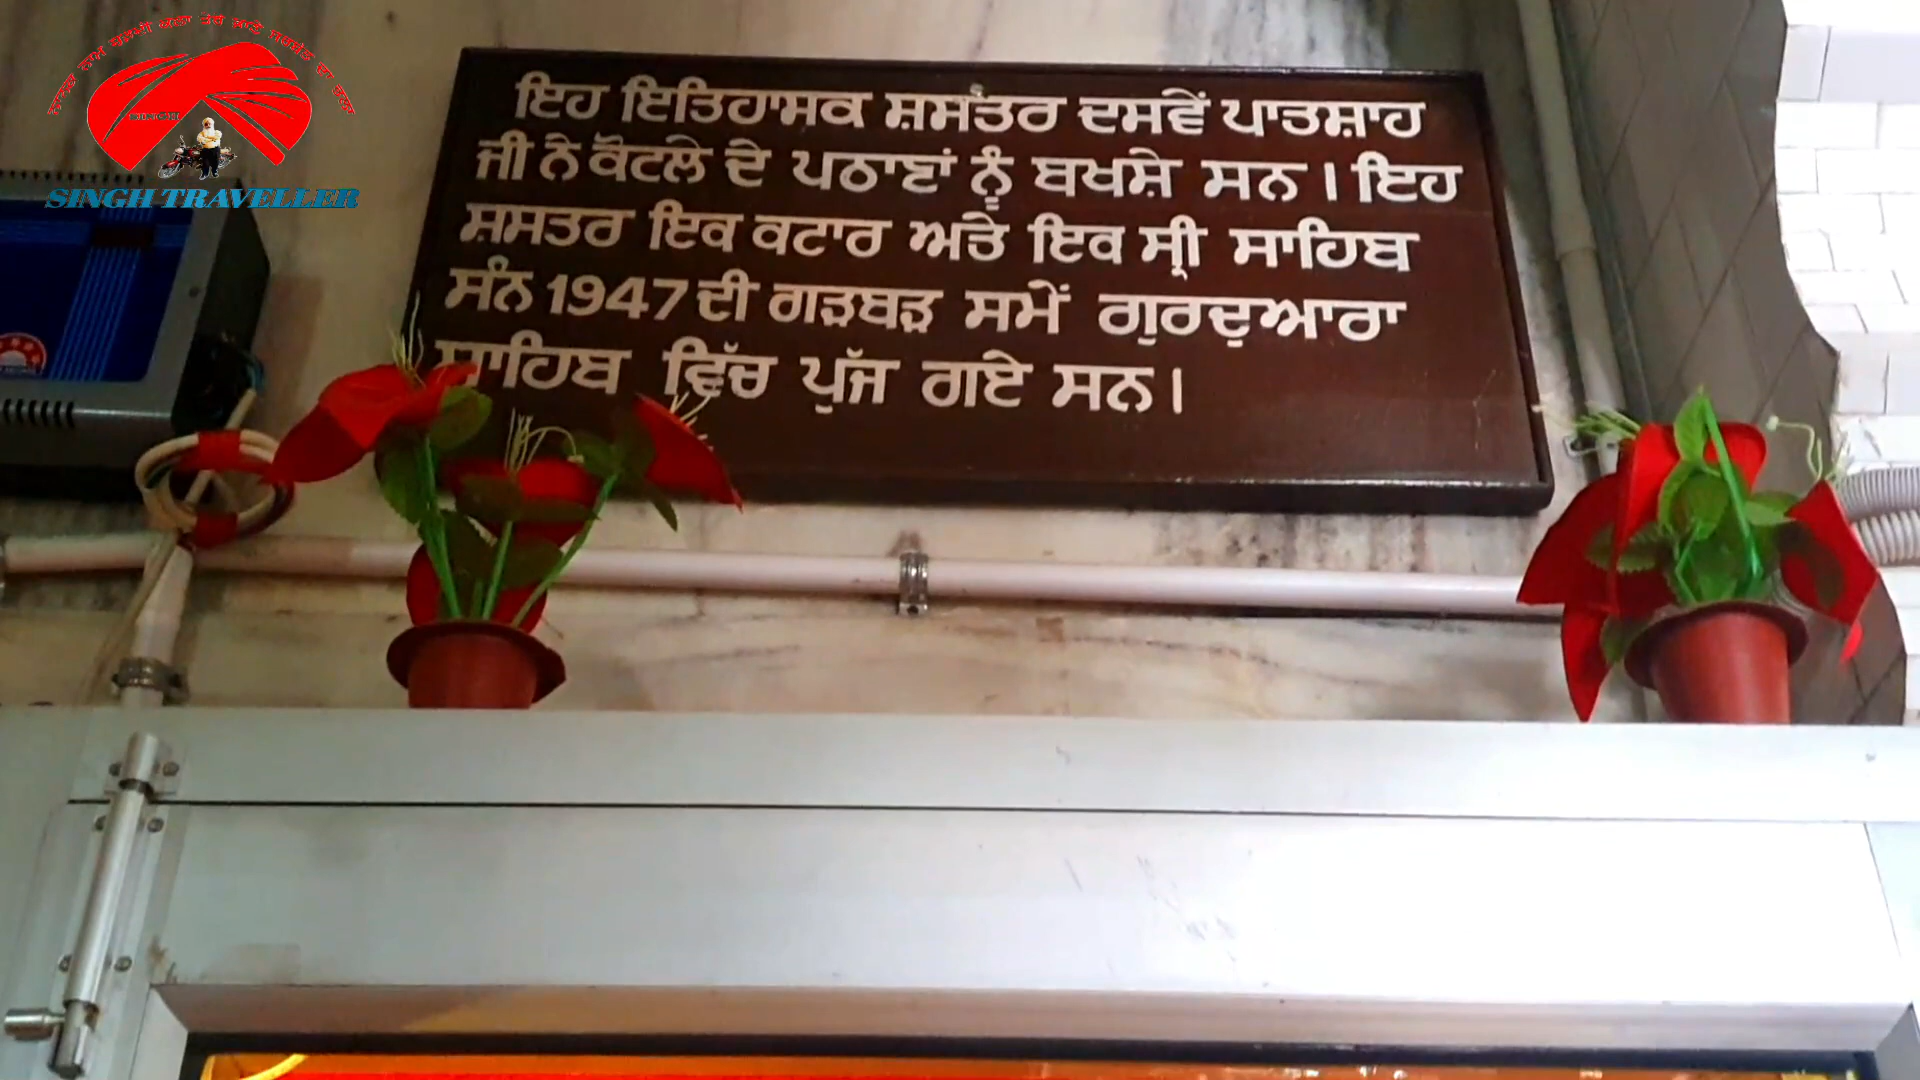 SINGH TRAVELLER
ਇਹ ਇਤਿਹਾਸਕ ਸ਼ਸਤਰ ਦਸਵੇਂ ਪਾਤਸ਼ਾਹ
ਜੀ ਨੇ ਕੋਟਲੇ ਦੇ ਪਠਾਣਾਂ ਨੂੰ ਬਖਸ਼ੇ ਸਨ । ਇਹ
ਸ਼ਸਤਰ ਇਕ ਕਟਾਰ ਅਤੇ ਇਕ ਸ੍ਰੀ ਸਾਹਿਬ
ਸੰਨ 1947 ਦੀ ਗੜਬੜ ਸਮੇਂ ਗੁਰਦੁਆਰਾ
ਸਾਹਿਬ ਵਿੱਚ ਪੁੱਜ ਗਏ ਸਨ ।